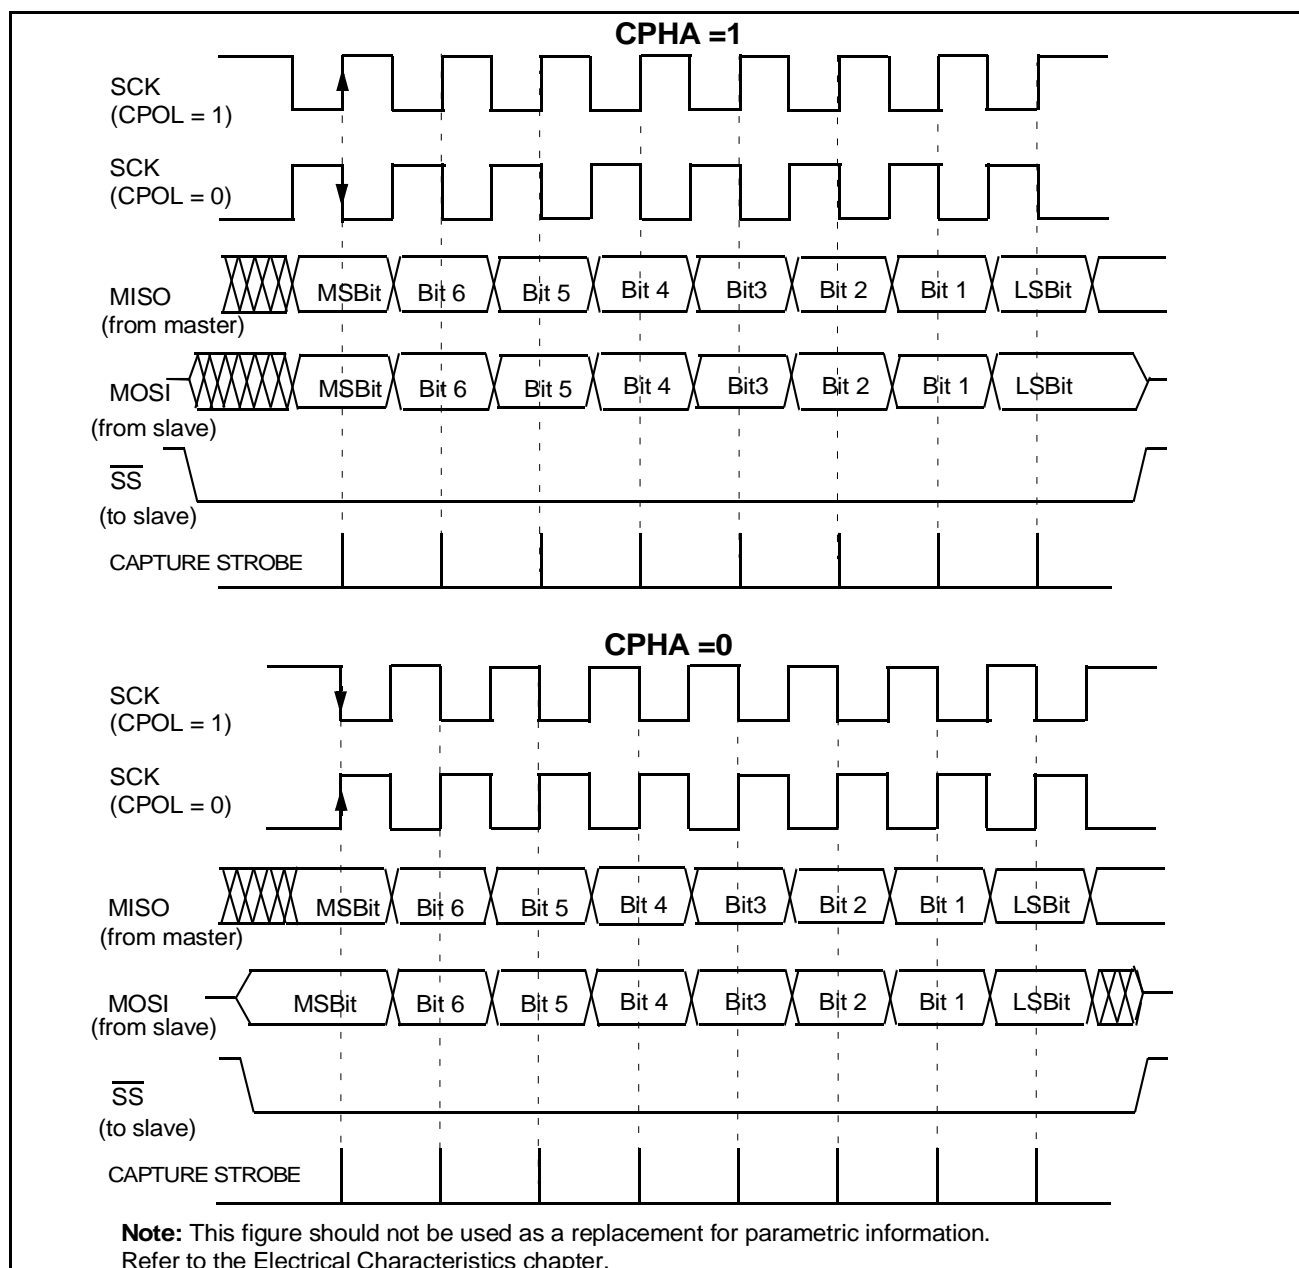 CPHA =1
SCK
(CPOL = 1)
SCK
(CPOL = 0)
MISO
(from master)
MSBit Bit 6 Bit 5 Bit 4 Bit3 Bit 2 Bit 1 LSBit
MOSI
(from slave)
MSBit Bit 6 Bit 5 Bit 4 Bit3 Bit 2 Bit 1 LSBit
SS
(to slave)
CAPTURE STROBE
CPHA =0
SCK
(CPOL = 1)
SCK
(CPOL = 0)
MISO
(from master)
MSBit Bit 6 Bit 5 Bit 4 Bit3 Bit 2 Bit 1 LSBit
MOSI
(from slave)
MSBit Bit 6 Bit 5 Bit 4 Bit3 Bit 2 Bit 1 LSBit
SS
(to slave)
CAPTURE STROBE
Note: This figure should not be used as a replacement for parametric information.
Refer to the Electrical Characteristics chapter.